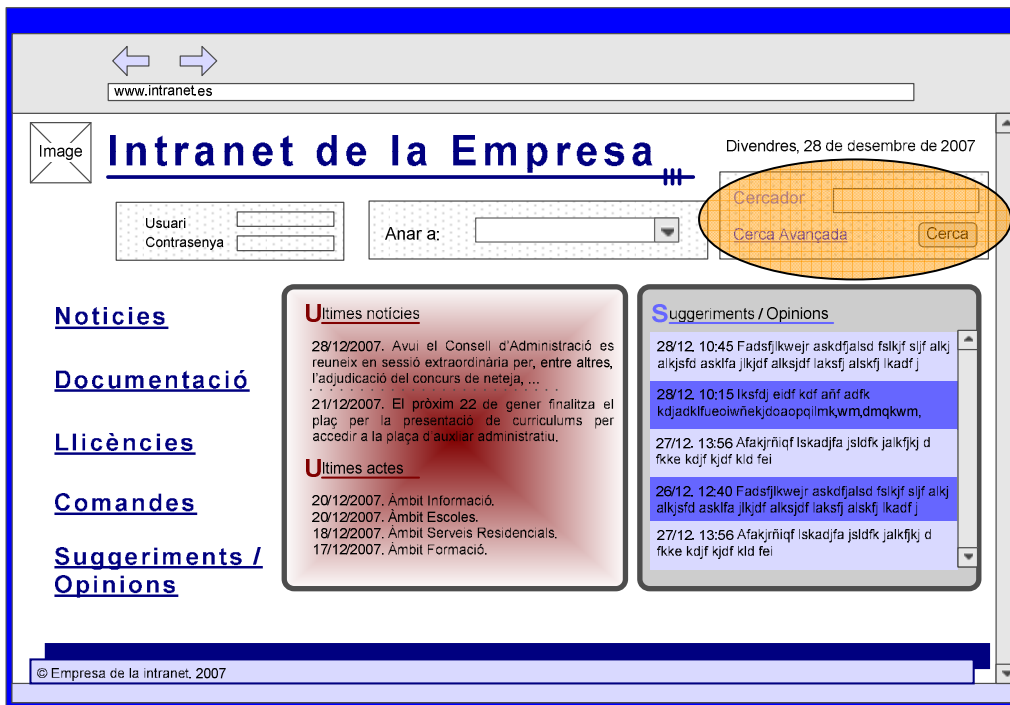 www.intranet.es
Image
Intranet de la Empresa
Divendres, 28 de desembre de 2007
Usuari
Contrasenya
Anar a:
Cercador
Cerca Avançada
Cerca
Noticies
Documentació
Llicències
Comandes
Suggeriments /
Opinions
Ultimes notícies
28/12/2007. Avui el Consell d'Administració es
reuneix en sessió extraordinària per, entre altres,
l'adjudicació del concurs de neteja, ...
21/12/2007. El pròxim 22 de gener finalitza el
plaç per la presentació de curriculums per
accedir a la plaça d'auxliar administratiu.
Ultimes actes
20/12/2007. Àmbit Informació.
20/12/2007. Àmbit Escoles.
18/12/2007. Àmbit Serveis Residencials.
17/12/2007. Àmbit Formació.
Suggeriments / Opinions
28/12. 10:45 Fadsfjlkwejr askdfjalsd fslkjf sljf alkj
alkjsfd asklfa jlkjdf alksjdf laksfj alskfj lkadf j
28/12. 10:15 lksfdj eidf kdf añf adfk
kdjadklfueoiwñekjdoaopqilmk,wm,dmqkwm,
27/12. 13:56 Afakjrñiqf lskadjfa jsldfk jalkfjkj d
fkke kdjf kjdf kld fei
26/12. 12:40 Fadsfjlkwejr askdfjalsd fslkjf sljf alkj
alkjsfd asklfa jlkjdf alksjdf laksfj alskfj lkadf j
27/12. 13:56 Afakjrñiqf lskadjfa jsldfk jalkfjkj d
fkke kdjf kjdf kld fei
© Empresa de la intranet. 2007